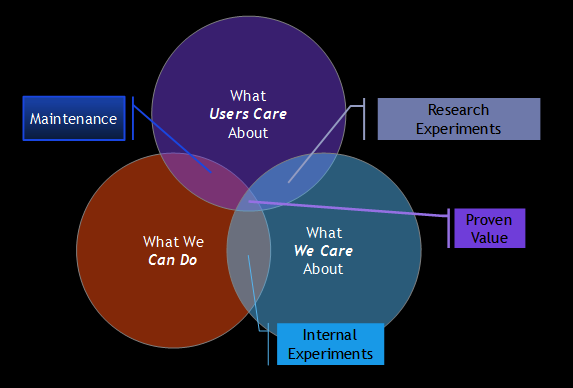 What
Users Care
About
Maintenance
Research
Experiments
Proven
Value
What We
Can Do
What
We Care
About
Internal
Experiments